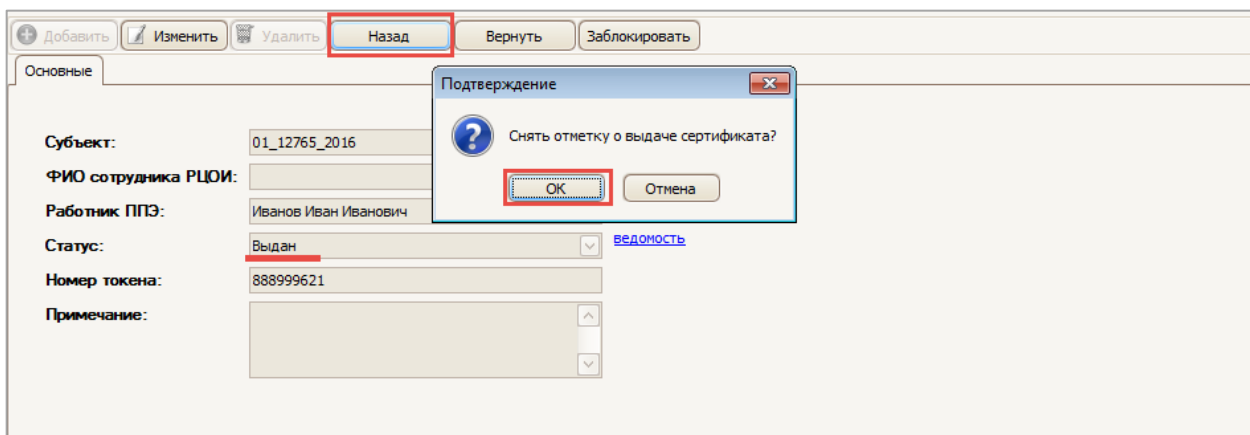 Добавить Изменить Удалить Назад Вернуть Заблокировать
Основные
Подтверждение
Снять отметку о выдаче сертификата?
OK Отмена
Субъект: 01_12765_2016
ФИО сотрудника РЦОИ:
Работник ППЭ: Иванов Иван Иванович
Статус: Выдан ведомость
Номер токена: 888999621
Примечание: